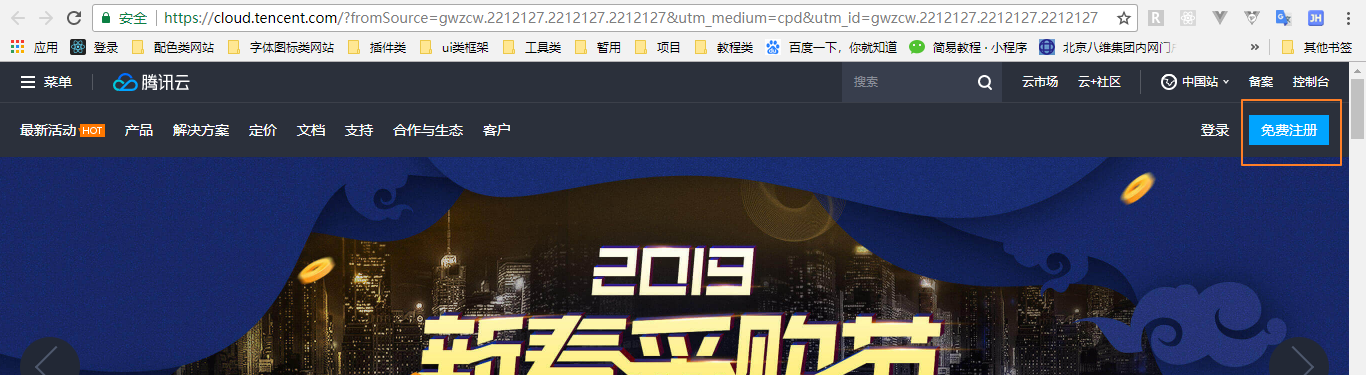 安全 https://cloud.tencent.com/?fromSource=gwzcw.2212127.2212127.2212127&utm_medium=cpd&utm_id=gwzcw.2212127.2212127.2212127
应用 登录 配色类网站 字体图标类网站 插件类 ui类框架 工具类 暂用 项目 教程类 百度一下，你就知道 简易教程 · 小程序 北京八维集团内网门 » 其他书签
菜单 腾讯云 搜索 云市场 云+社区 中国站 备案 控制台
最新活动 HOT 产品 解决方案 定价 文档 支持 合作与生态 客户 登录 免费注册
2019
新春采购节